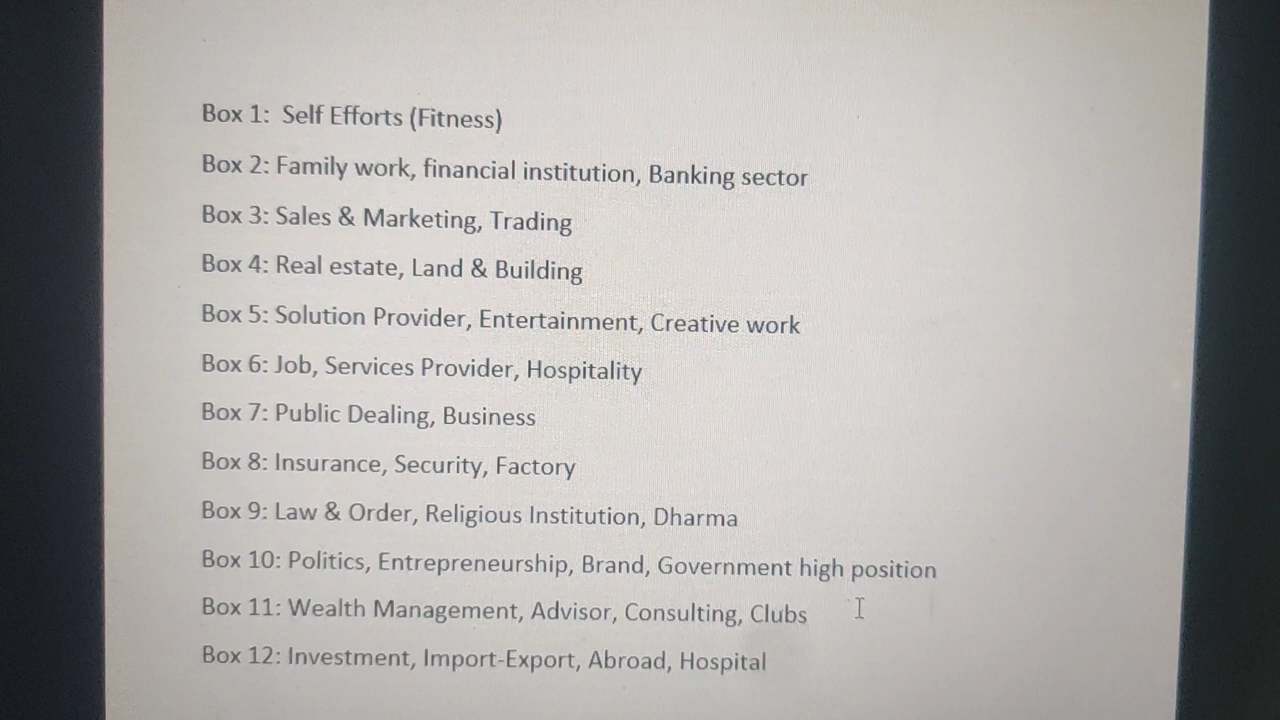 Box 1:  Self Efforts (Fitness)
Box 2: Family work, financial institution, Banking sector
Box 3: Sales & Marketing, Trading
Box 4: Real estate, Land & Building
Box 5: Solution Provider, Entertainment, Creative work
Box 6: Job, Services Provider, Hospitality
Box 7: Public Dealing, Business
Box 8: Insurance, Security, Factory
Box 9: Law & Order, Religious Institution, Dharma
Box 10: Politics, Entrepreneurship, Brand, Government high position
Box 11: Wealth Management, Advisor, Consulting, Clubs
Box 12: Investment, Import-Export, Abroad, Hospital